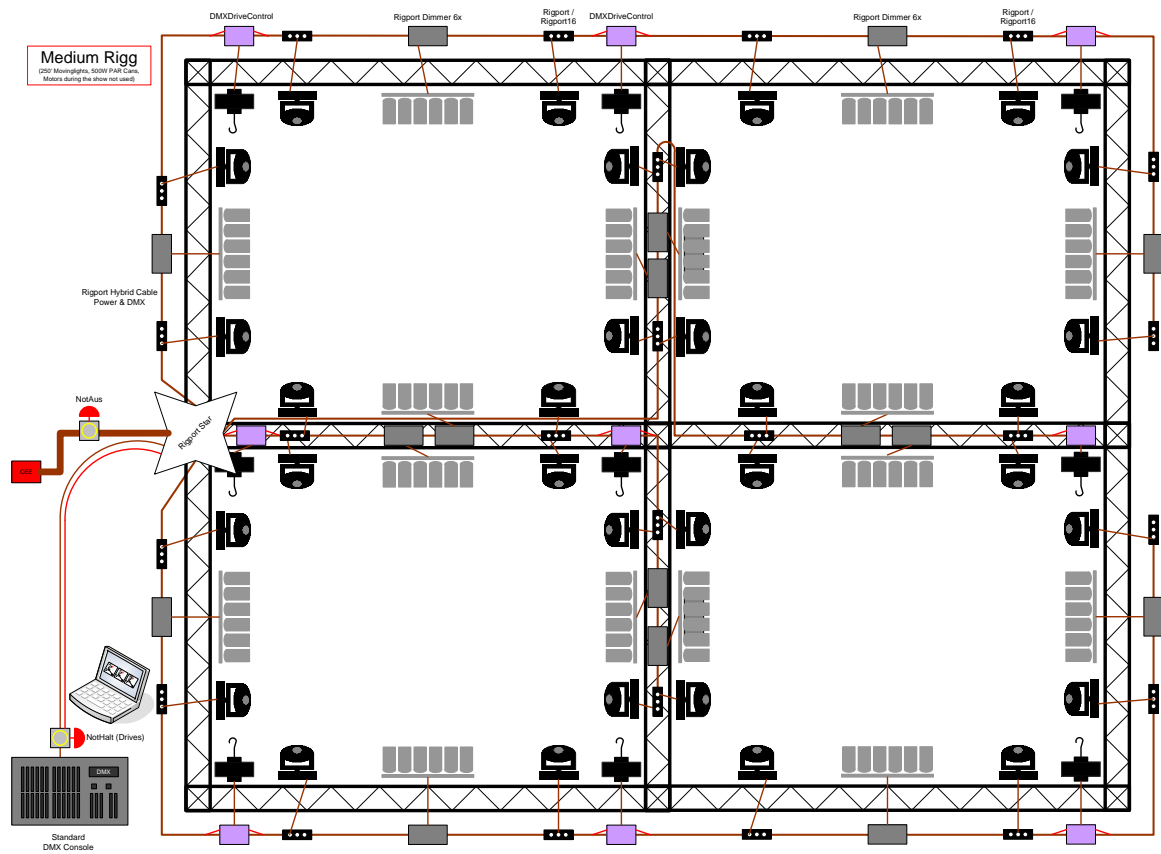 DMXDriveControl
Rigport Dimmer 6x
Rigport /
Rigport16
DMXDriveControl
Rigport Dimmer 6x
Rigport /
Rigport16
Medium Rigg
(250' Movinglights, 500W PAR Cans,
Motors during the show not used)
Rigport Hybrid Cable
Power & DMX
NotAus
Rigport Star
CEE
NotHalt (Drives)
DMX
Standard
DMX Console